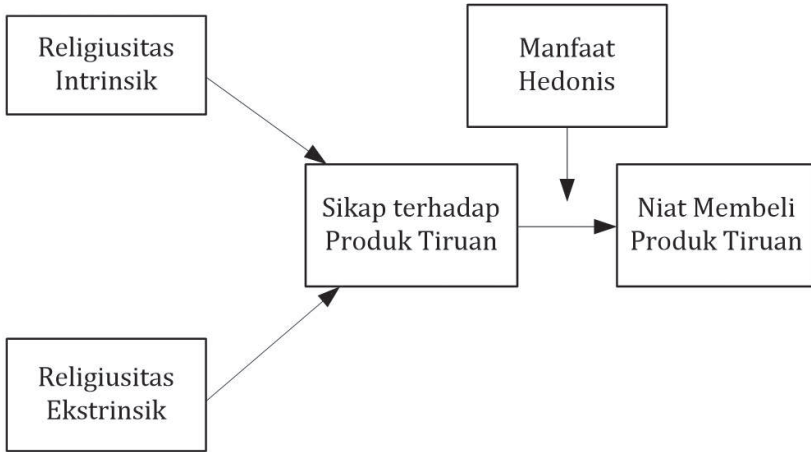 Religiusitas
Intrinsik
Manfaat
Hedonis
Sikap terhadap
Produk Tiruan
Niat Membeli
Produk Tiruan
Religiusitas
Ekstrinsik